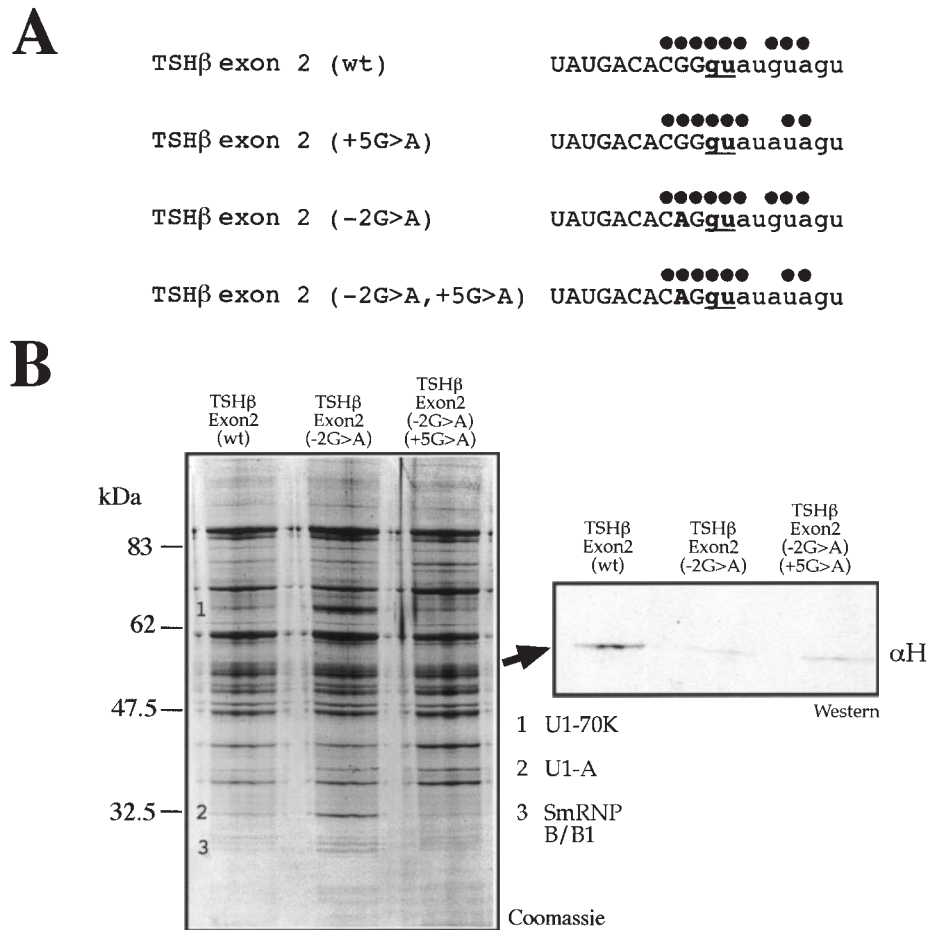 A
TSHβ exon 2 (wt) UAUGACACGGguauguagu
TSHβ exon 2 (+5G>A) UAUGACACGGguauauagu
TSHβ exon 2 (-2G>A) UAUGACACAGguauguagu
TSHβ exon 2 (-2G>A,+5G>A) UAUGACACAGguauauagu
B
TSHβ
Exon2
(wt)
TSHβ
Exon2
(-2G>A)
TSHβ
Exon2
(-2G>A)
(+5G>A)
kDa
83
62
47.5
32.5
1
2
3
Coomassie
TSHβ
Exon2
(wt)
TSHβ
Exon2
(-2G>A)
TSHβ
Exon2
(-2G>A)
(+5G>A)
αH
Western
1 U1-70K
2 U1-A
3 SmRNP
B/B1